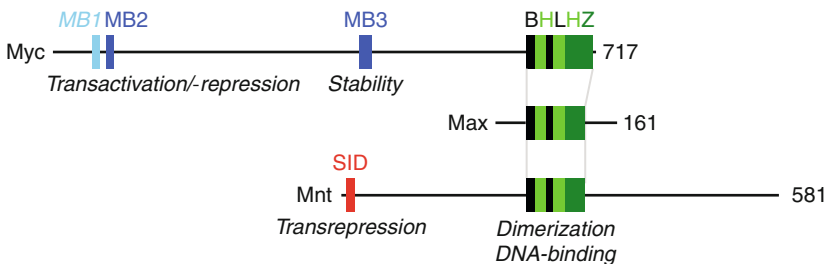 MB1 MB2 MB3 BHLHZ
Myc 717
Transactivation/-repression Stability
Max 161
SID
Mnt 581
Transrepression Dimerization
DNA-binding